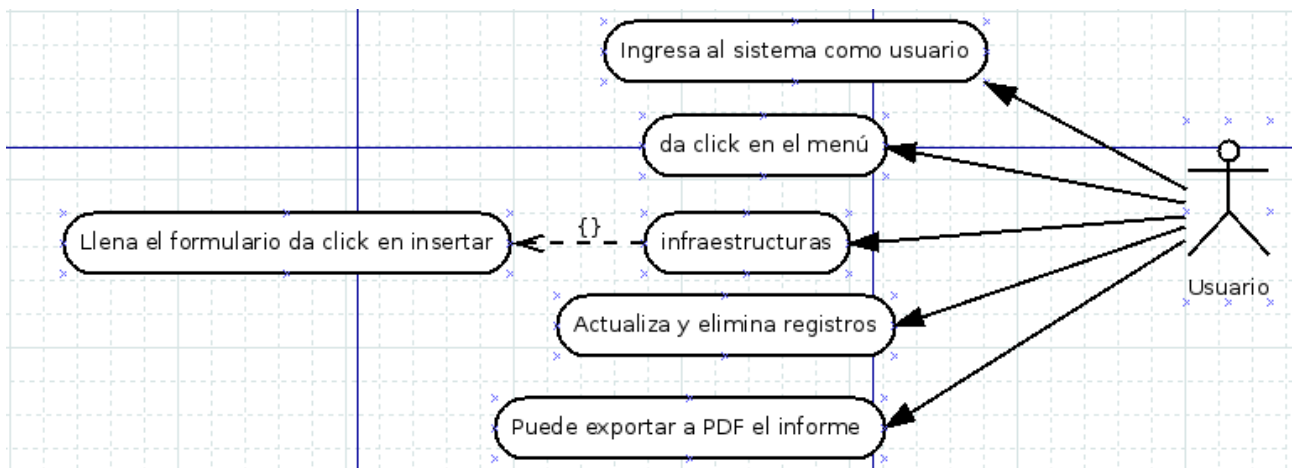 Ingresa al sistema como usuario
da click en el menú
Llena el formulario da click en insertar
{}
infraestructuras
Usuario
Actualiza y elimina registros
Puede exportar a PDF el informe